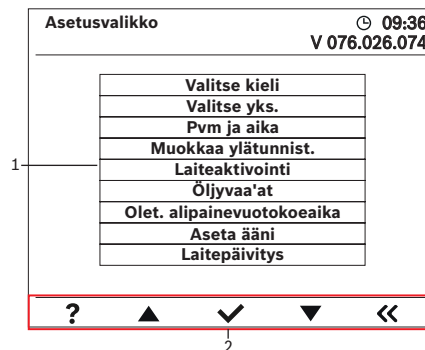 Asetusvalikko 09:36
V 076.026.074
Valitse kieli
Valitse yks.
Pvm ja aika
Muokkaa ylätunnist.
1 Laiteaktivointi
Öljyvaa'at
Olet. alipainevuotokoeaika
Aseta ääni
Laitepäivitys
?
2